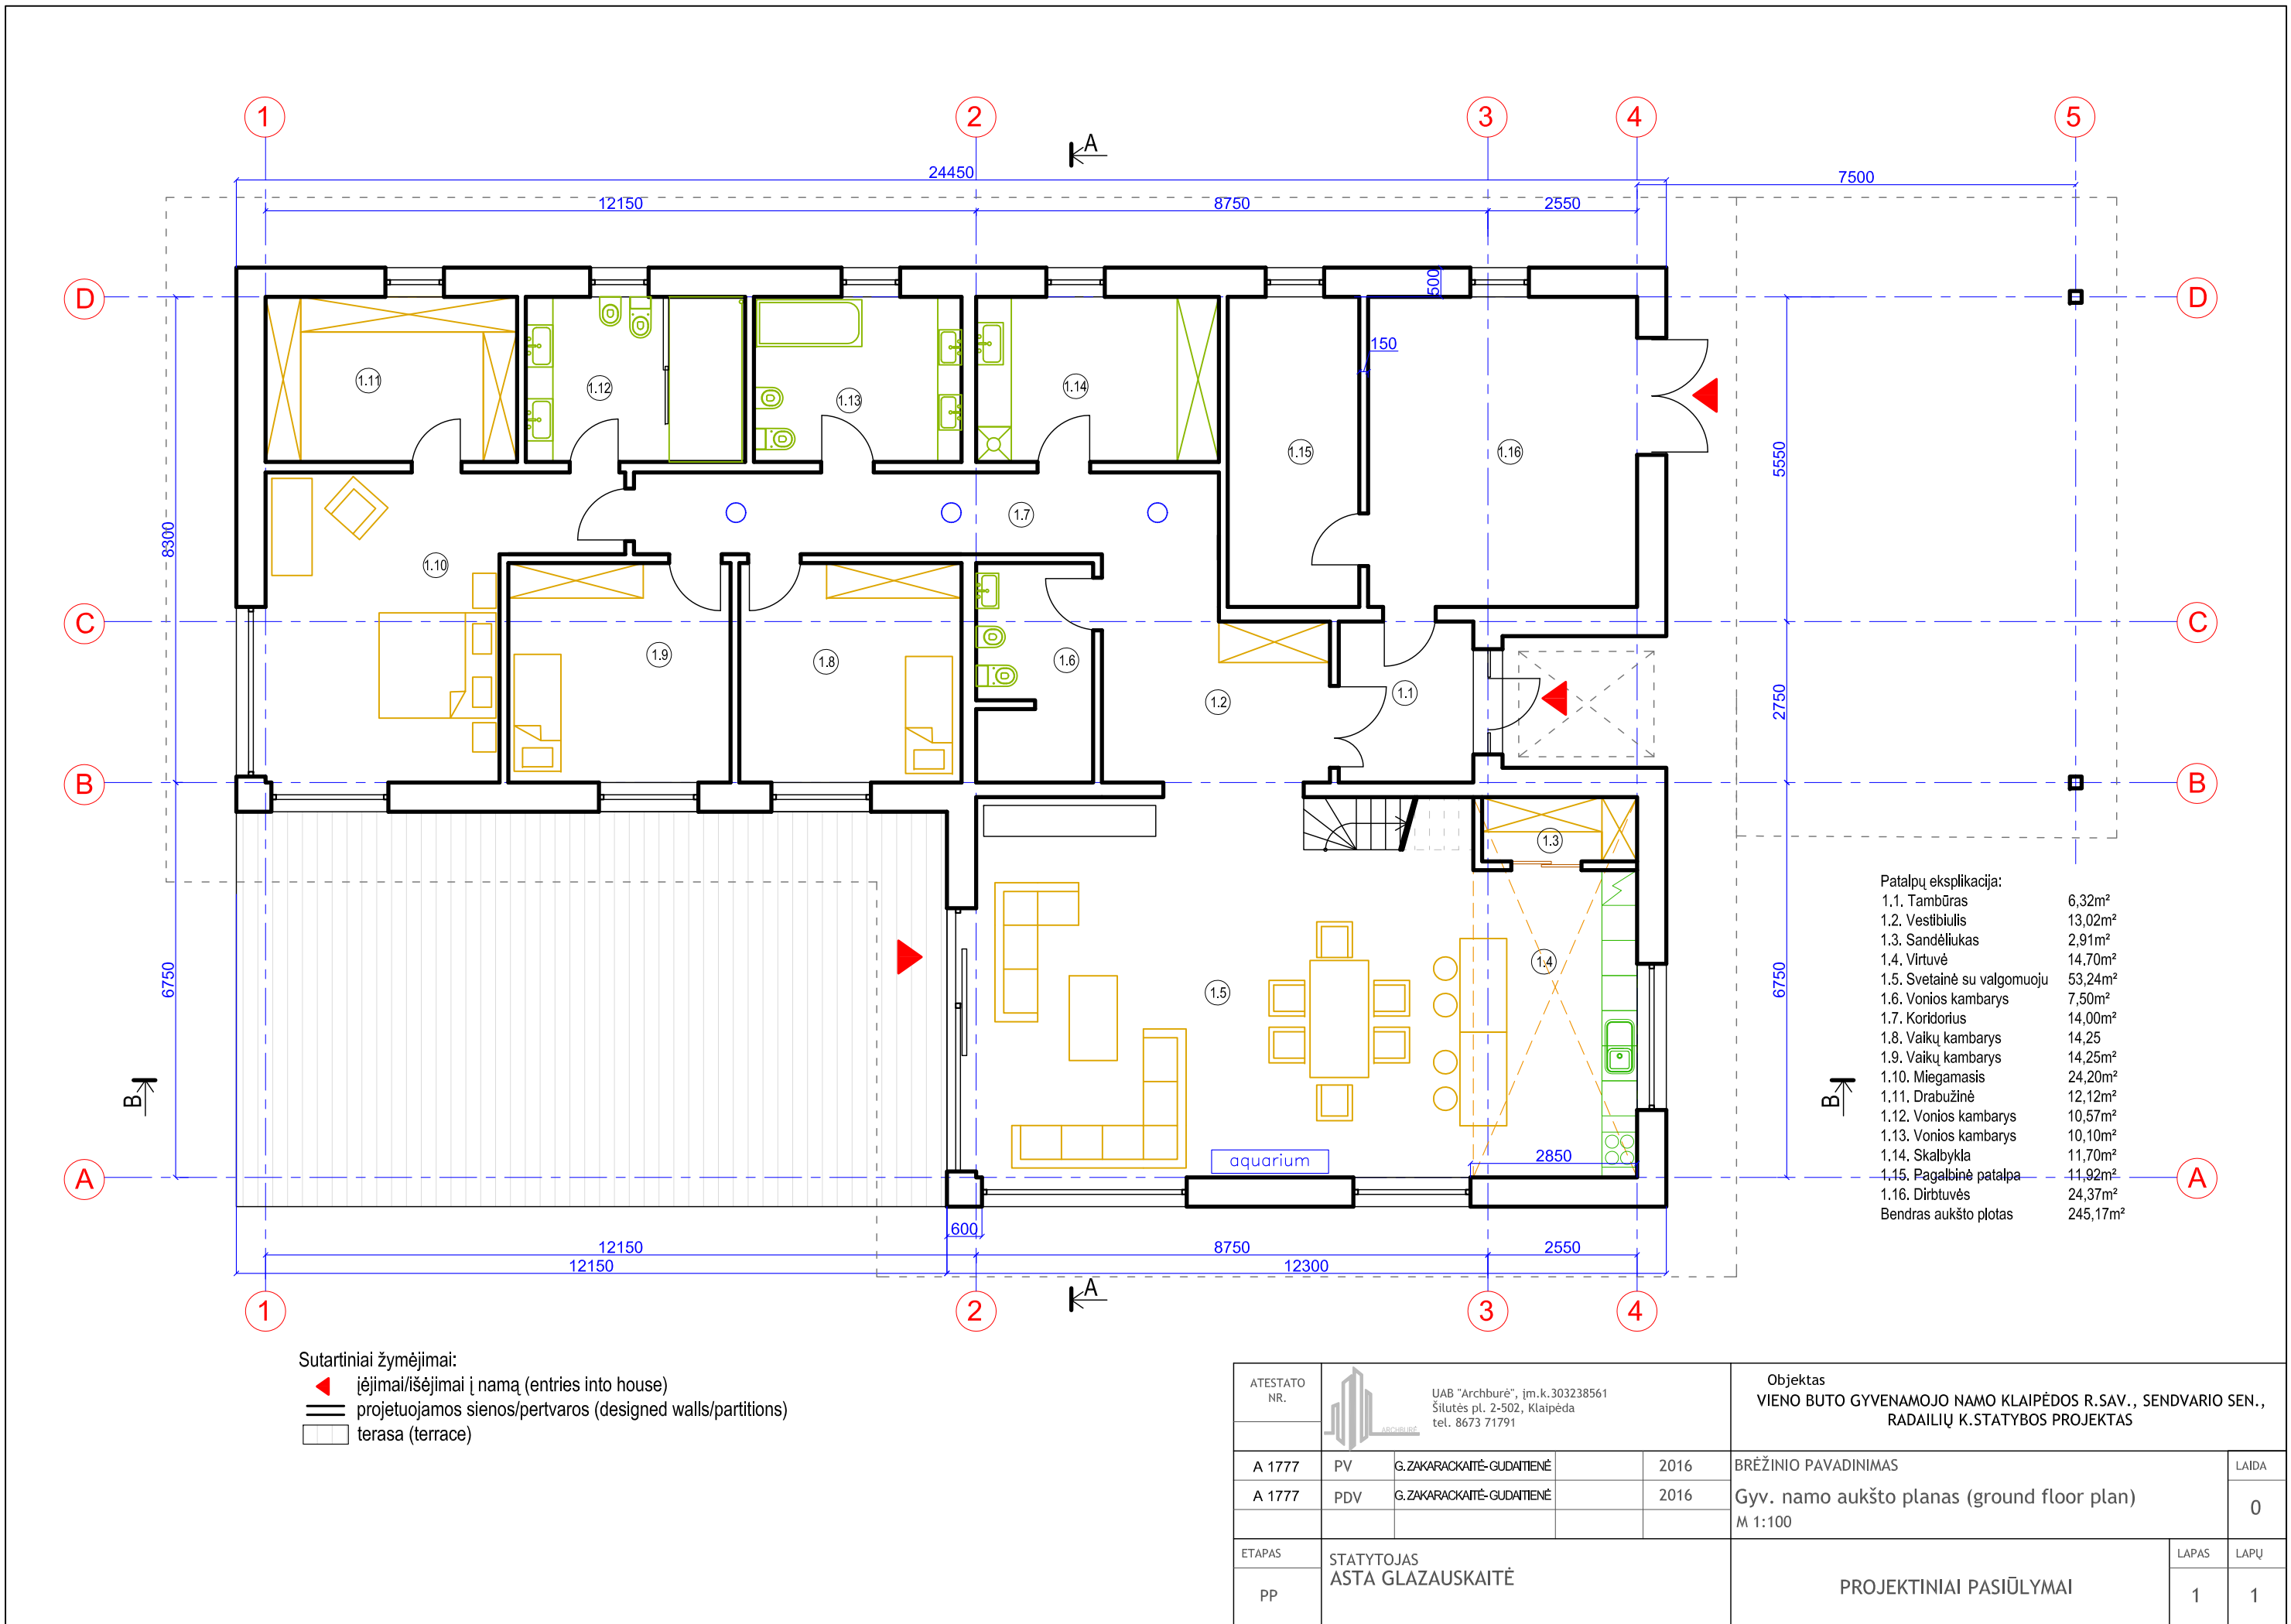 1
2
3
4
5
A
24450
7500
12150
8750
2550
D
500
D
150
1.11
1.12
1.13
1.14
1.15
1.16
5550
8300
1.7
1.10
C
C
1.9
1.8
1.6
1.2
1.1
2750
B
B
1.3
Patalpų eksplikacija:
1.1. Tambūras 6,32m²
1.2. Vestibiulis 13,02m²
1.3. Sandėliukas 2,91m²
1.4. Virtuvė 14,70m²
1.5. Svetainė su valgomuoju 53,24m²
1.6. Vonios kambarys 7,50m²
1.7. Koridorius 14,00m²
1.8. Vaikų kambarys 14,25
1.9. Vaikų kambarys 14,25m²
1.10. Miegamasis 24,20m²
1.11. Drabužinė 12,12m²
1.12. Vonios kambarys 10,57m²
1.13. Vonios kambarys 10,10m²
1.14. Skalbykla 11,70m²
1.15. Pagalbinė patalpa 11,92m²
1.16. Dirbtuvės 24,37m²
Bendras aukšto plotas 245,17m²
1.4
1.5
6750
6750
B
B
aquarium
2850
A
A
600
12150
8750
2550
12150
12300
A
1
2
3
4
Sutartiniai žymėjimai:
įėjimai/išėjimai į namą (entries into house)
projetuojamos sienos/pertvaros (designed walls/partitions)
terasa (terrace)
ATESTATO
NR.
ARCHBURĖ
UAB "Archburė", įm.k.303238561
Šilutės pl. 2-502, Klaipėda
tel. 8673 71791
Objektas
VIENO BUTO GYVENAMOJO NAMO KLAIPĖDOS R.SAV., SENDVARIO SEN.,
RADAILIŲ K.STATYBOS PROJEKTAS
A 1777 PV G.ZAKARACKAITĖ-GUDAITIENĖ 2016
A 1777 PDV G.ZAKARACKAITĖ-GUDAITIENĖ 2016
BRĖŽINIO PAVADINIMAS
Gyv. namo aukšto planas (ground floor plan)
M 1:100
LAIDA
0
ETAPAS
PP
STATYTOJAS
ASTA GLAZAUSKAITĖ
PROJEKTINIAI PASIŪLYMAI
LAPAS
1
LAPŲ
1